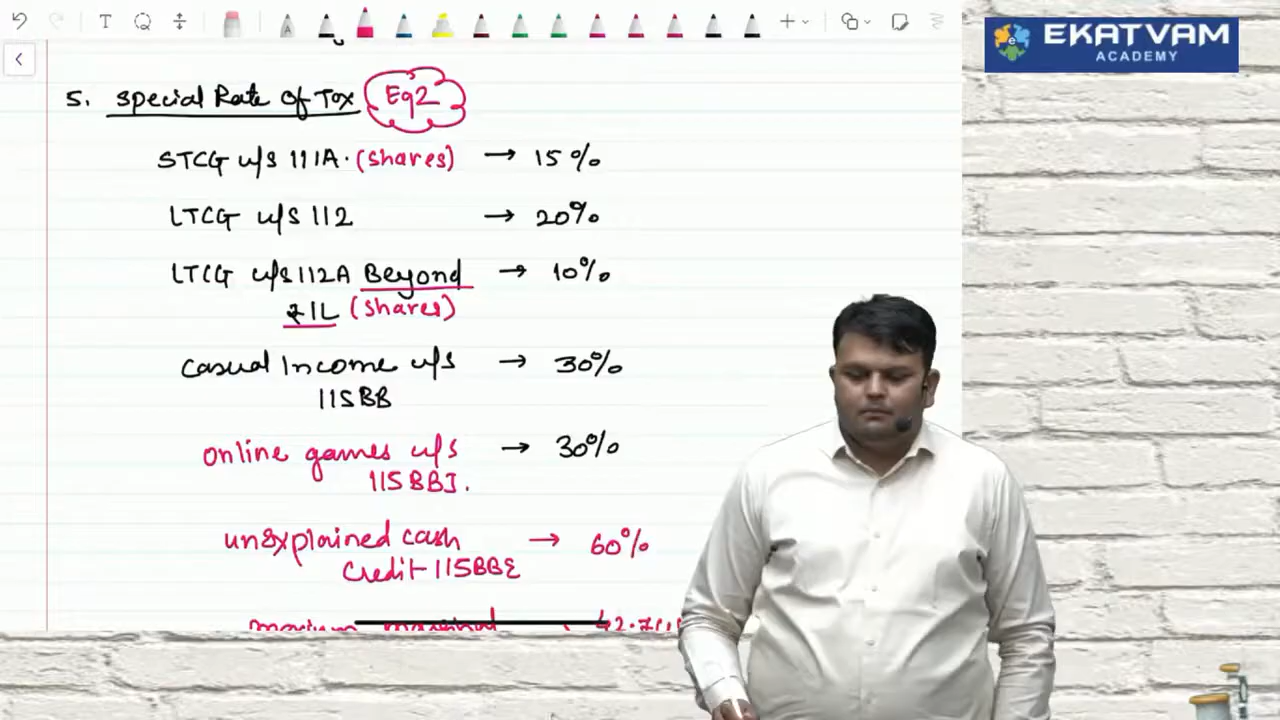 EKATVAM
ACADEMY
5. Special Rate Of Tax Eq2
STCG u/s 111A. (shares) → 15%
LTCG u/s 112 → 20%
LTCG u/s 112A Beyond → 10%
₹1L (shares)
Casual Income u/s → 30%
115BB
online games u/s → 30%
115BBJ.
unexplained cash → 60%
Credit 115BBE